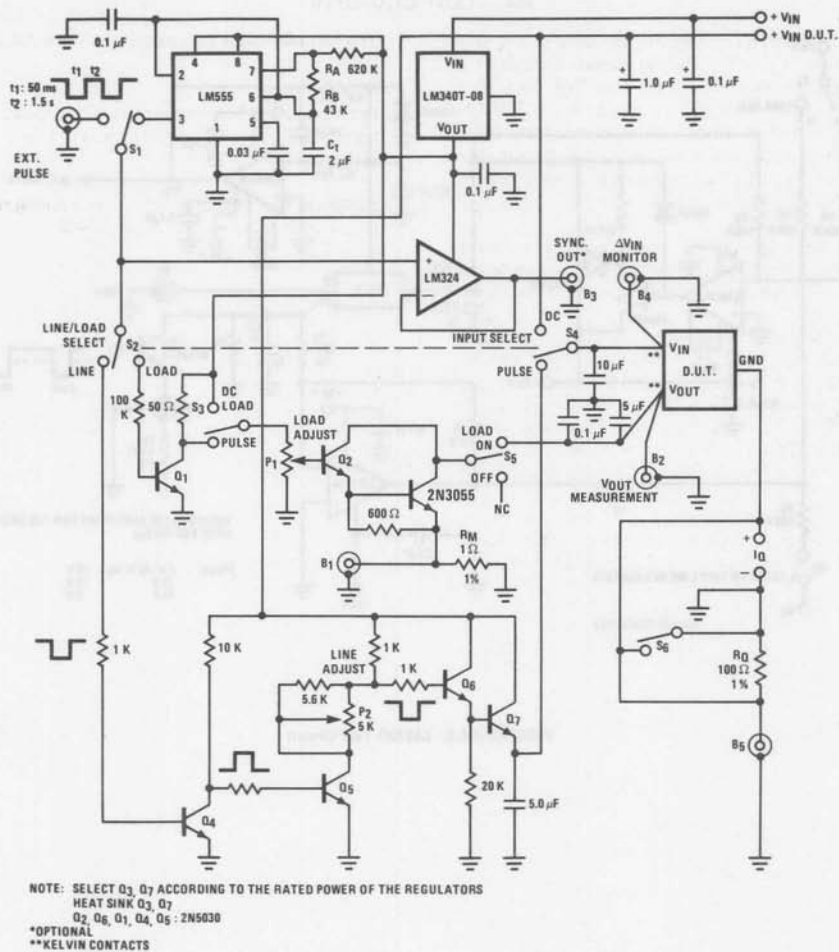 0.1 µF
t1: 50 ms
t2: 1.5 s
t1 t2
EXT.
PULSE
S1
4
8
2
7
LM555
6
3
1
5
RA 620 K
RB
43 K
0.03 µF
Ct
2 µF
VIN
LM340T-08
VOUT
0.1 µF
1.0 µF
0.1 µF
+
+
+ VIN
+ VIN D.U.T.
+
LM324
−
SYNC.
OUT*
B3
ΔVIN
MONITOR
B4
INPUT SELECT
DC
S4
PULSE
VIN
**
D.U.T.
**
VOUT
GND
10 µF
0.1 µF
5 µF
B2
VOUT
MEASUREMENT
LINE/LOAD
SELECT
S2
LINE
LOAD
100
K
50 Ω
S3
DC
LOAD
PULSE
Q1
LOAD
ADJUST
P1
Q2
2N3055
600 Ω
B1
RM
1 Ω
1%
LOAD
ON
S5
OFF
NC
+
IQ
−
S6
RQ
100 Ω
1%
B5
1 K
10 K
LINE ADJUST
1 K
5.6 K
1 K
P2
5K
Q6
Q7
Q4
Q5
20 K
5.0 µF
NOTE: SELECT Q3, Q7 ACCORDING TO THE RATED POWER OF THE REGULATORS
HEAT SINK Q3, Q7
Q2, Q6, Q1, Q4, Q5 : 2N5030
*OPTIONAL
**KELVIN CONTACTS